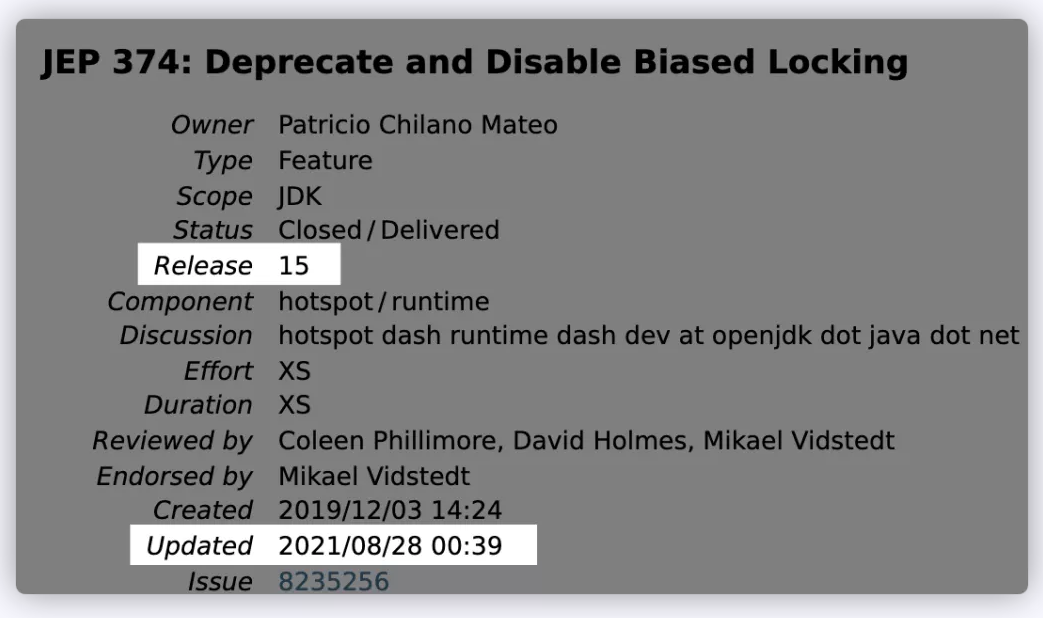 JEP 374: Deprecate and Disable Biased Locking
Owner Patricio Chilano Mateo
Type Feature
Scope JDK
Status Closed / Delivered
Release 15
Component hotspot / runtime
Discussion hotspot dash runtime dash dev at openjdk dot java dot net
Effort XS
Duration XS
Reviewed by Coleen Phillimore, David Holmes, Mikael Vidstedt
Endorsed by Mikael Vidstedt
Created 2019/12/03 14:24
Updated 2021/08/28 00:39
Issue 8235256